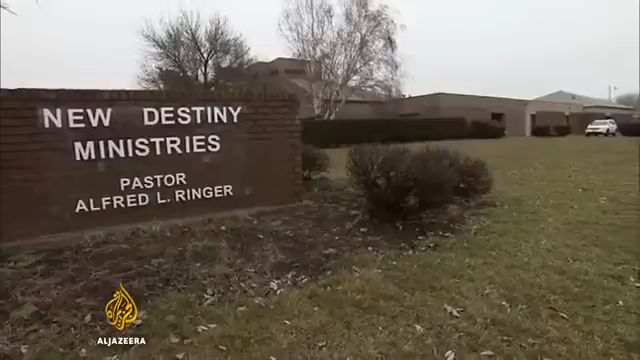 NEW DESTINY
MINISTRIES
PASTOR
ALFRED L. RINGER
ALJAZEERA